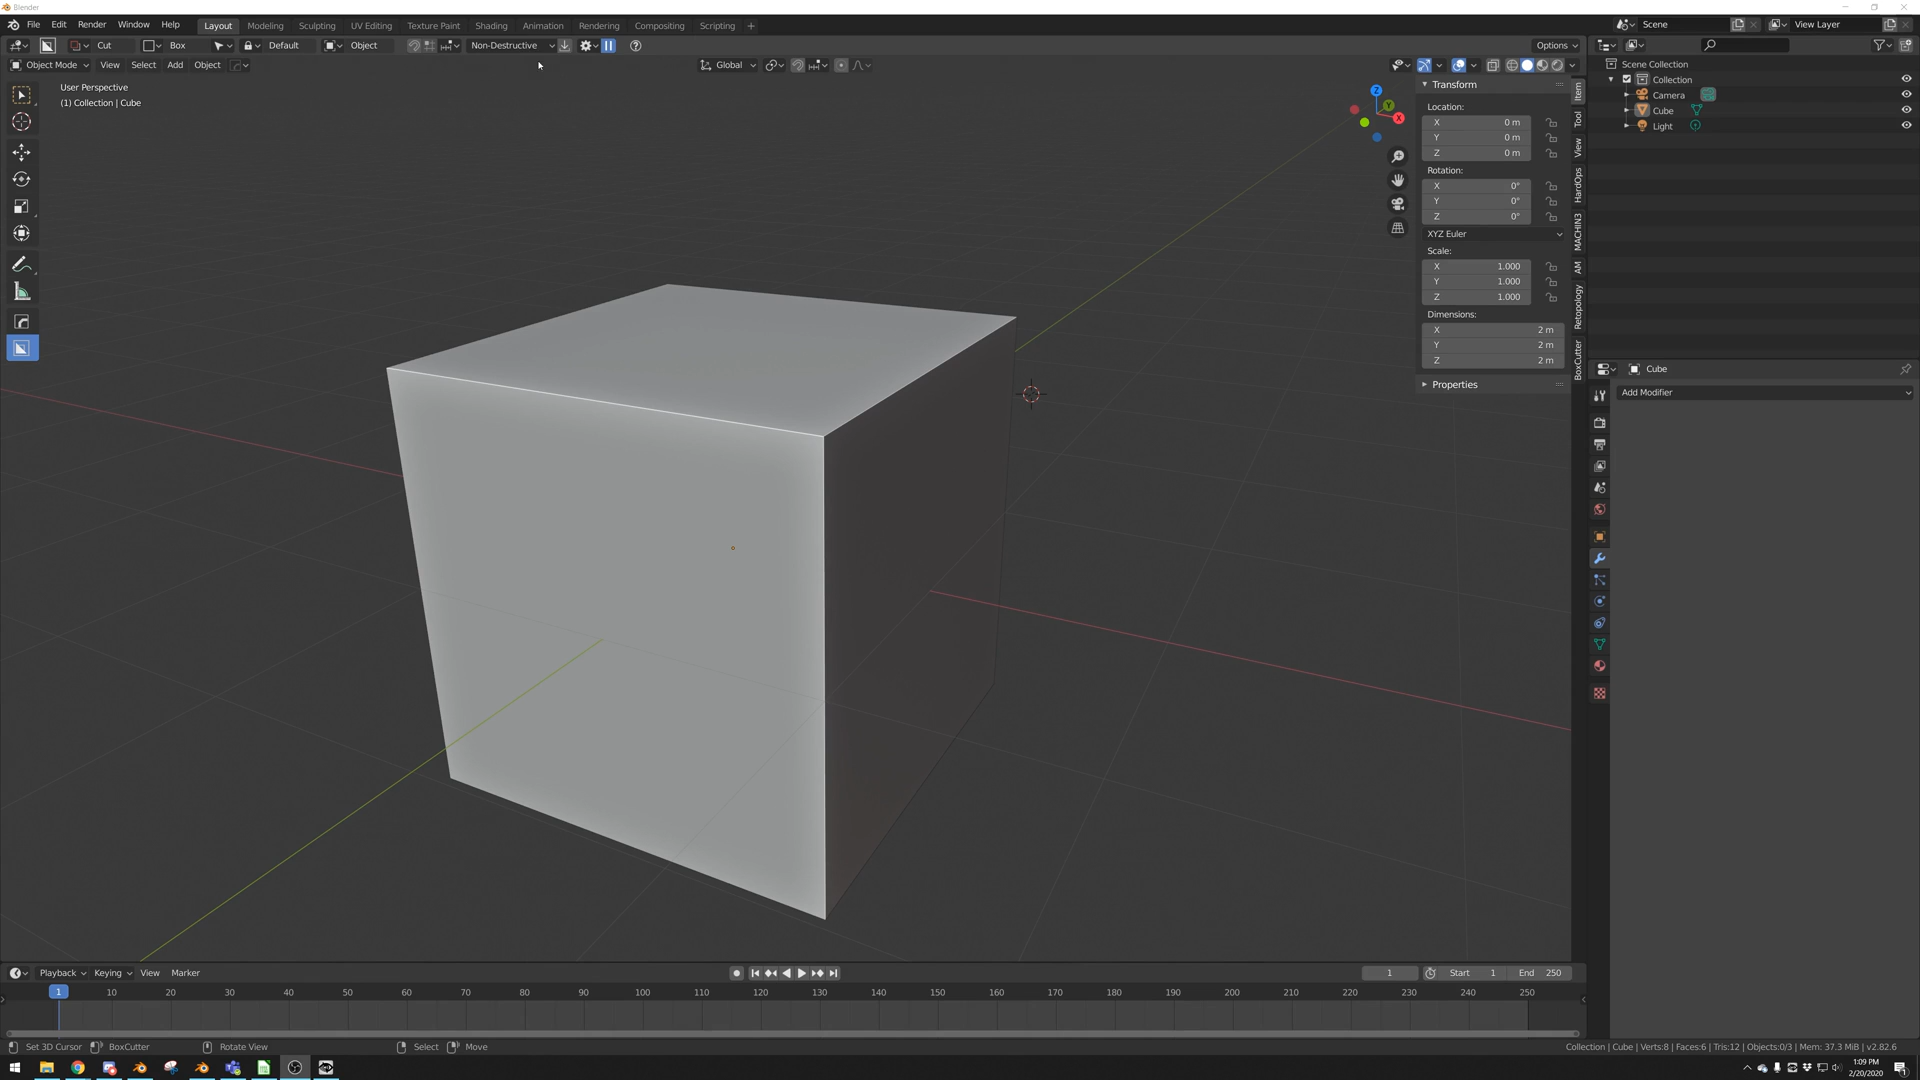 Blender
File Edit Render Window Help Layout Modeling Sculpting UV Editing Texture Paint Shading Animation Rendering Compositing Scripting + Scene View Layer
Cut Box Default Object Non-Destructive Options
Object Mode View Select Add Object Global
User Perspective
(1) Collection | Cube
Z
Y
X
Transform
Location:
X 0 m
Y 0 m
Z 0 m
Rotation:
X 0°
Y 0°
Z 0°
XYZ Euler
Scale:
X 1.000
Y 1.000
Z 1.000
Dimensions:
X 2 m
Y 2 m
Z 2 m
Properties
Item
Tool
View
HardOps
MACHIN3
AM
Retopology
BoxCutter
Scene Collection
Collection
Camera
Cube
Light
Cube
Add Modifier
Playback Keying View Marker 1 Start 1 End 250
1 10 20 30 40 50 60 70 80 90 100 110 120 130 140 150 160 170 180 190 200 210 220 230 240 250
Set 3D Cursor BoxCutter Rotate View Select Move Collection | Cube | Verts:8 | Faces:6 | Tris:12 | Objects:0/3 | Mem: 37.3 MiB | v2.82.6
1:09 PM
2/20/2020